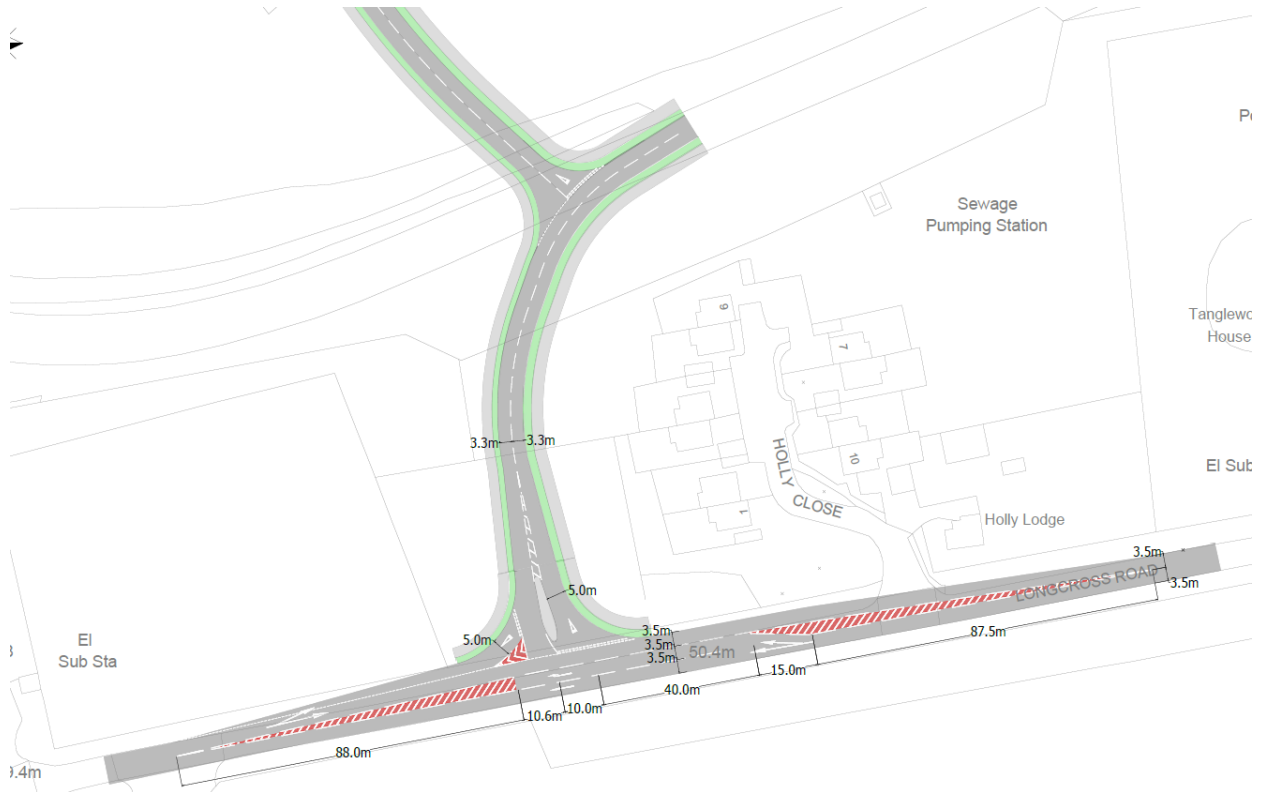 Sewage
Pumping Station
9
7
3.3m
3.3m
HOLLY
CLOSE
10
1
El Sub
Holly Lodge
3.5m
3.5m
LONGCROSS ROAD
5.0m
5.0m
3.5m
3.5m
3.5m
50.4m
87.5m
El
Sub Sta
15.0m
40.0m
10.0m
10.6m
88.0m
House